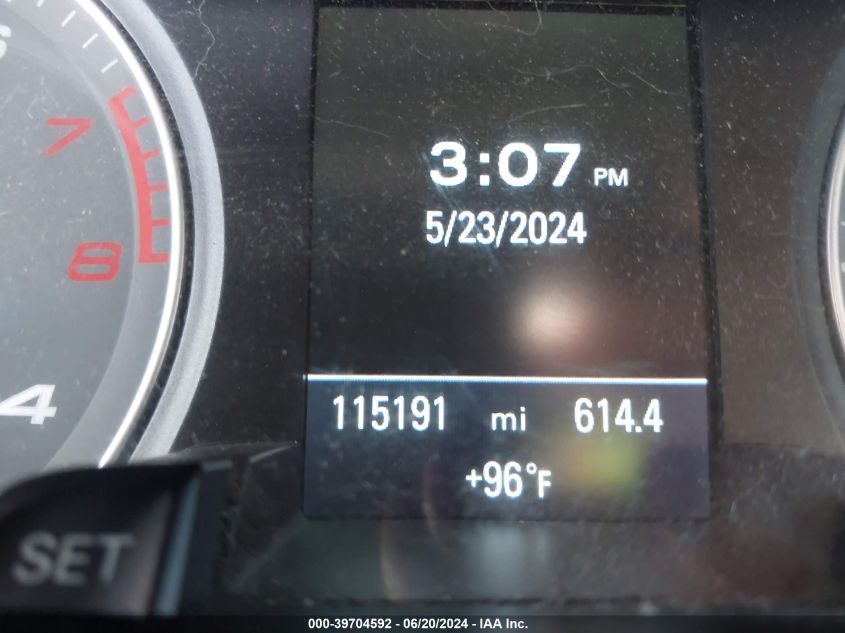 6
7
8
4
3:07 PM
5/23/2024
115191 mi 614.4
+96°F
SET
000-39704592 - 06/20/2024 - IAA Inc.